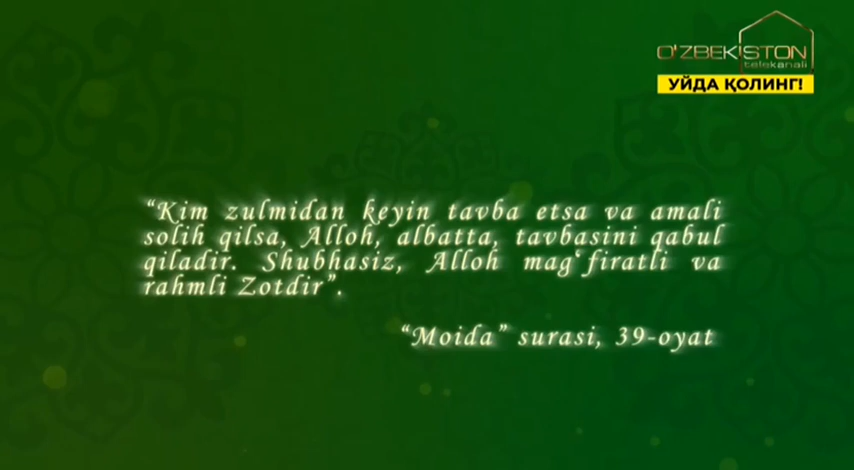 O'ZBEKISTON
telekanali
УЙДА ҚОЛИНГ!
“Kim zulmidan keyin tavba etsa va amali
solih qilsa, Alloh, albatta, tavbasini qabul
qiladir. Shubhasiz, Alloh mag‘firatli va
rahmli Zotdir”.
“Moida” surasi, 39-oyat